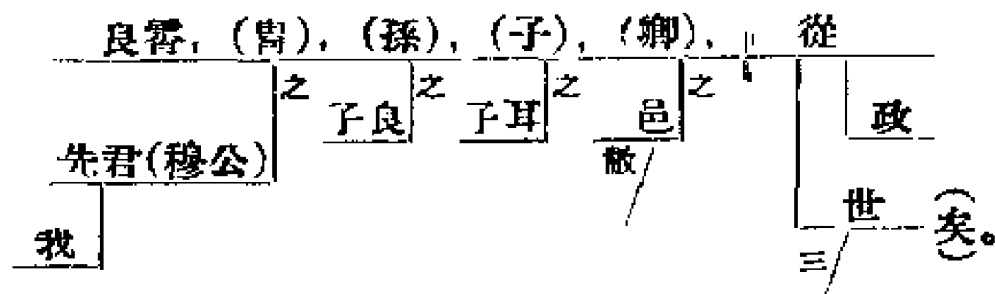 良霄，(冑)，(孫)，(子)，(卿)，‖ 從
之 之 之 之
子良 子耳 邑 政
先君(穆公) 敝
我 三 世 (矣)。